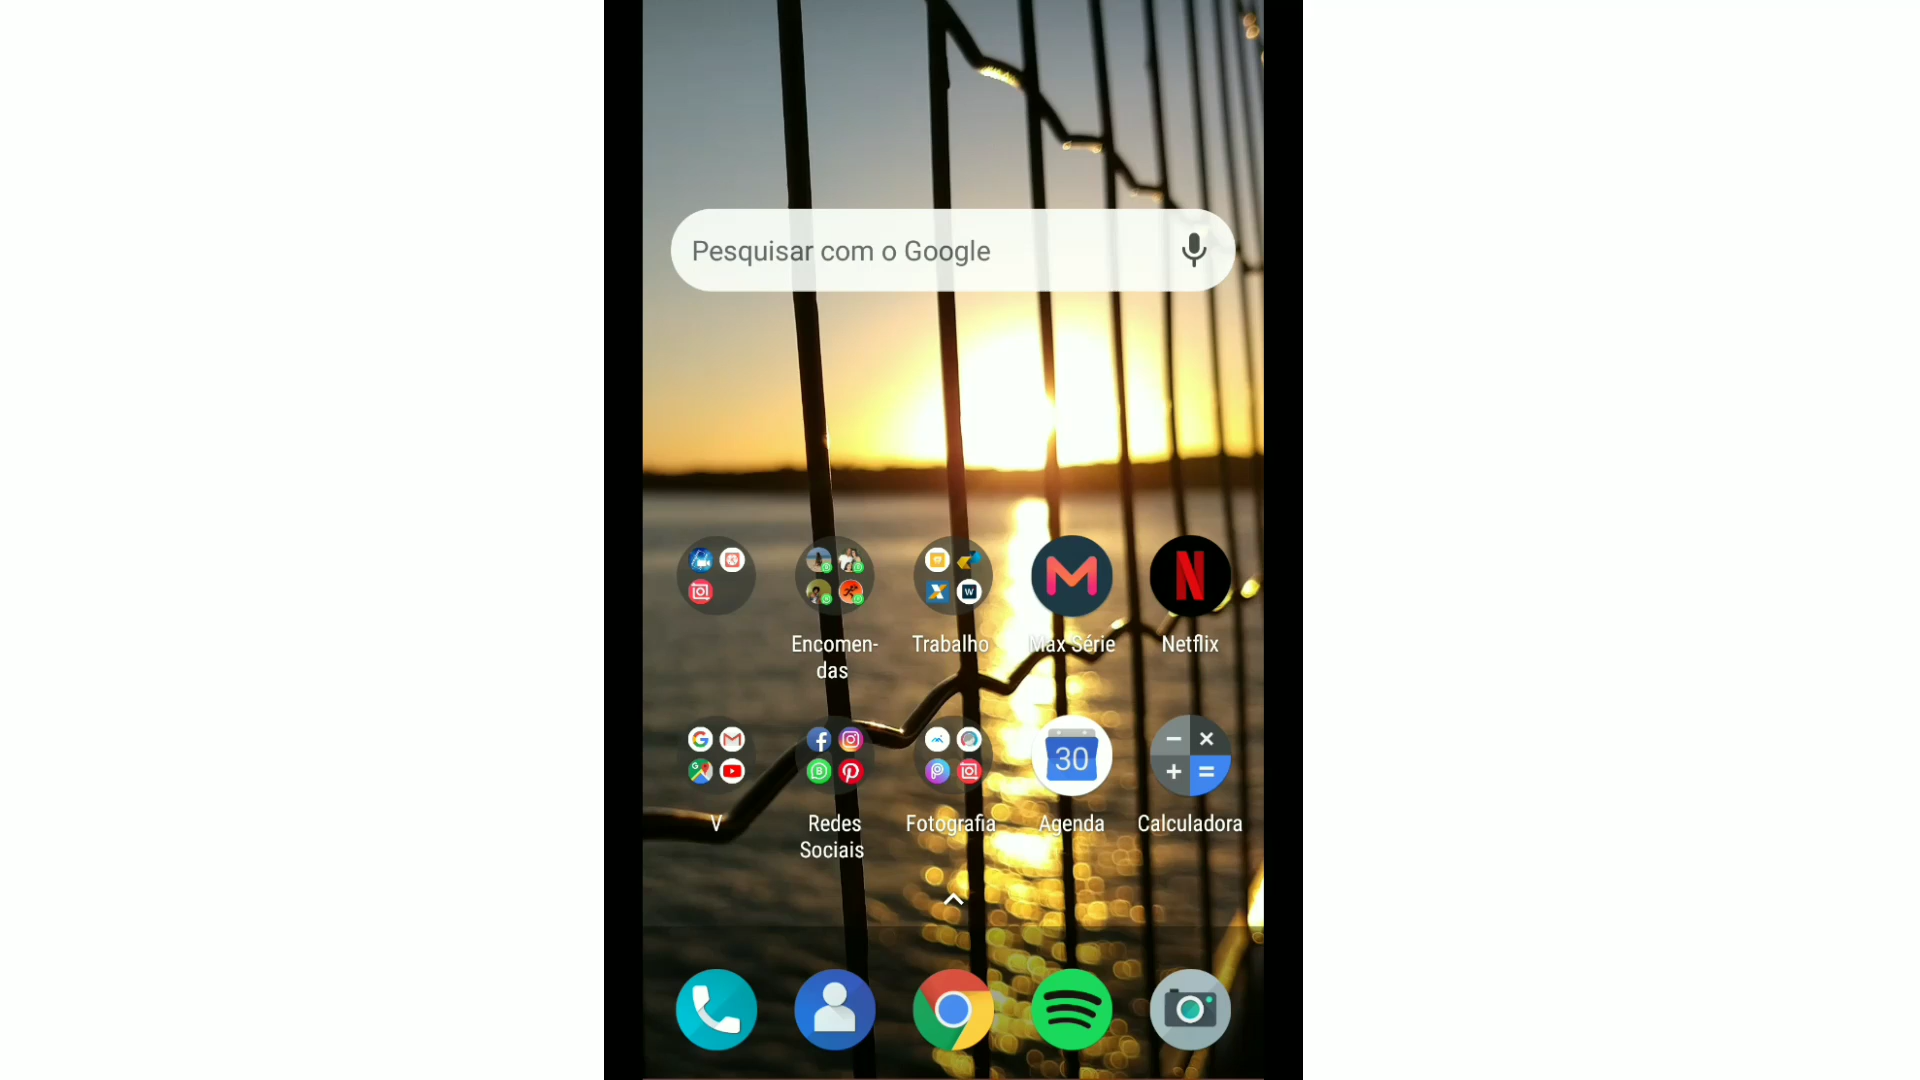 Pesquisar com o Google
Encomen-
das
Trabalho
Max Série
Netflix
V
Redes
Sociais
Fotografia
30
Agenda
Calculadora